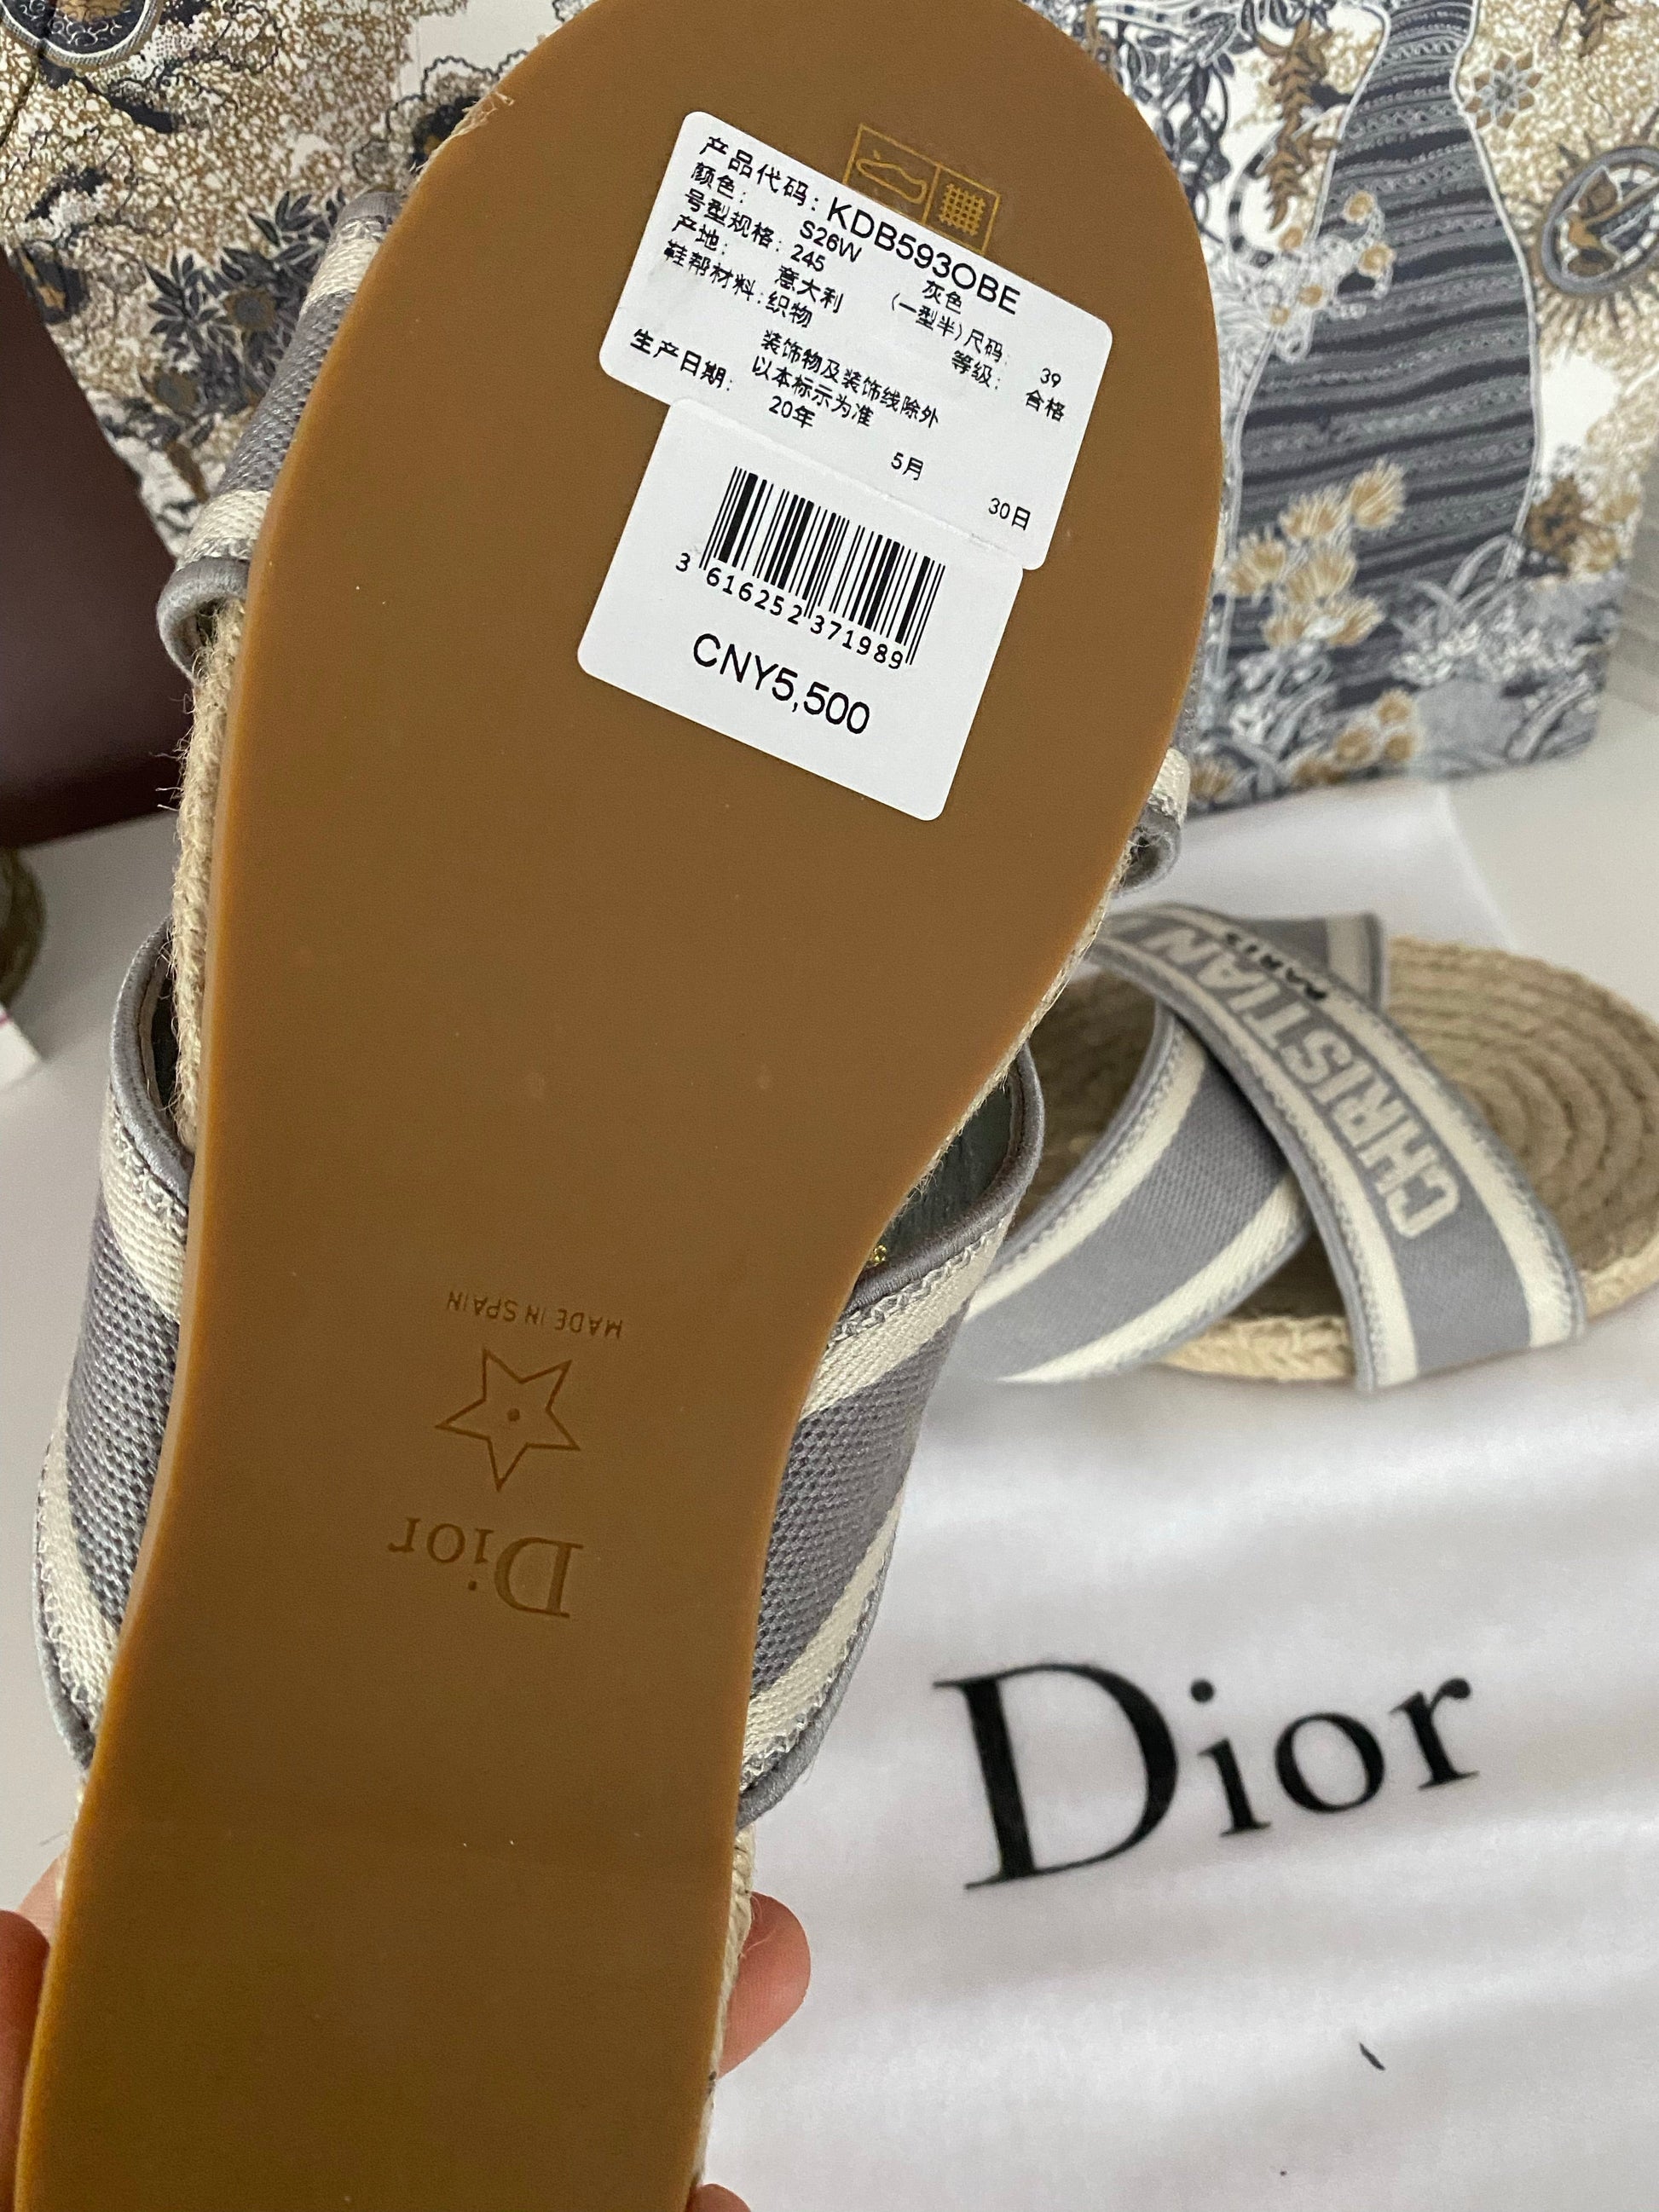 产品代码: KDB593OBE
颜色: S26W 灰色
号型规格: 245 (一型半) 尺码: 39
产地: 意大利 等级: 合格
鞋帮材料: 织物
装饰物及装饰线除外
以本标示为准
生产日期: 20年 5月 30日
3 616252 371989
CNY5,500
MADE IN SPAIN
Dior
CHRISTIAN
PARIS
Dior